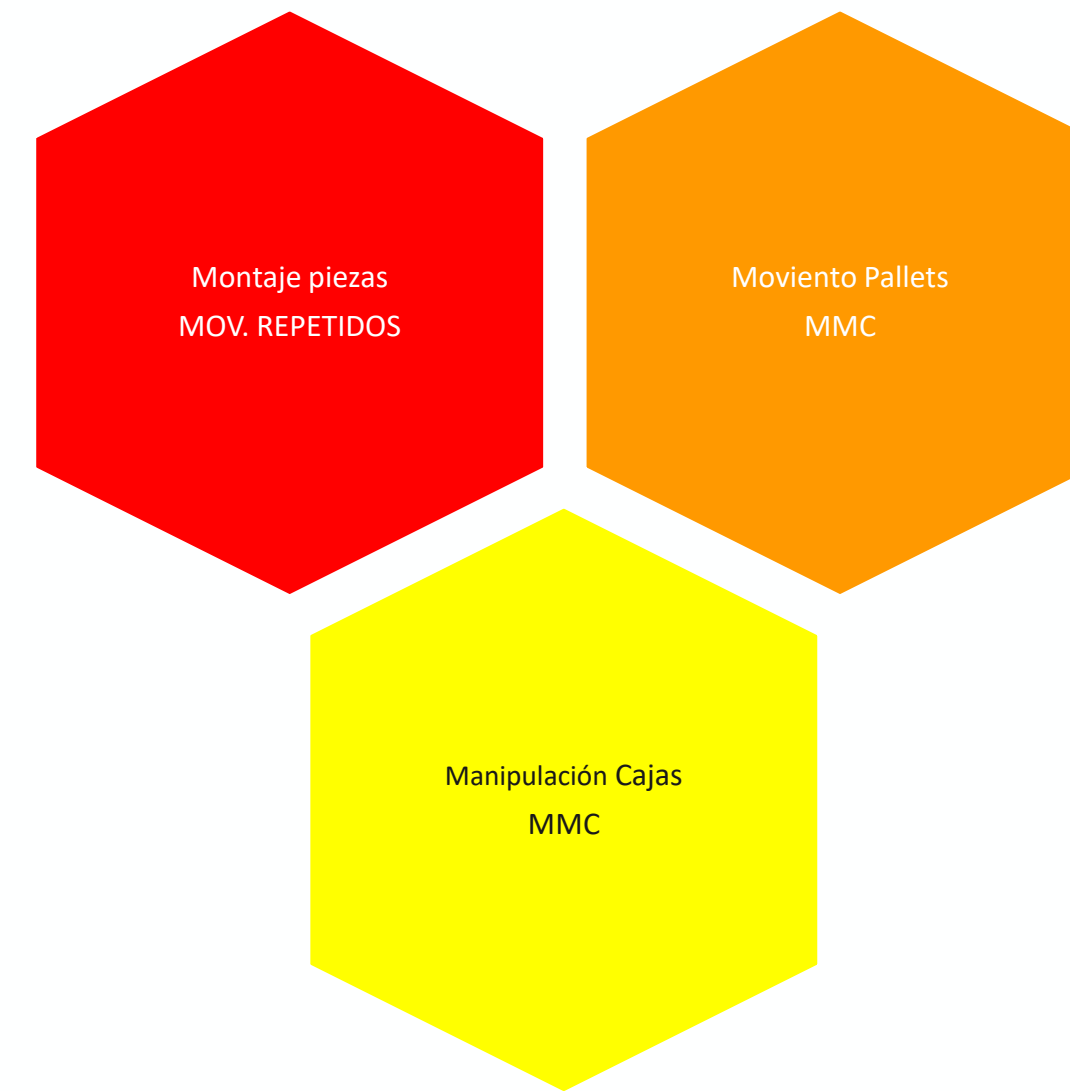 Montaje piezas
MOV. REPETIDOS
Moviento Pallets
MMC
Manipulación Cajas
MMC